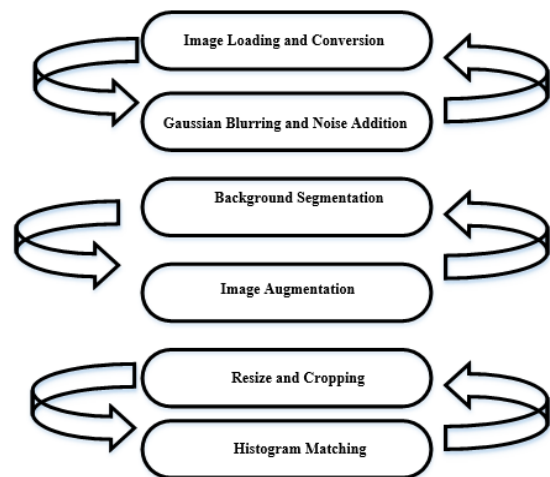 Image Loading and Conversion
Gaussian Blurring and Noise Addition
Background Segmentation
Image Augmentation
Resize and Cropping
Histogram Matching